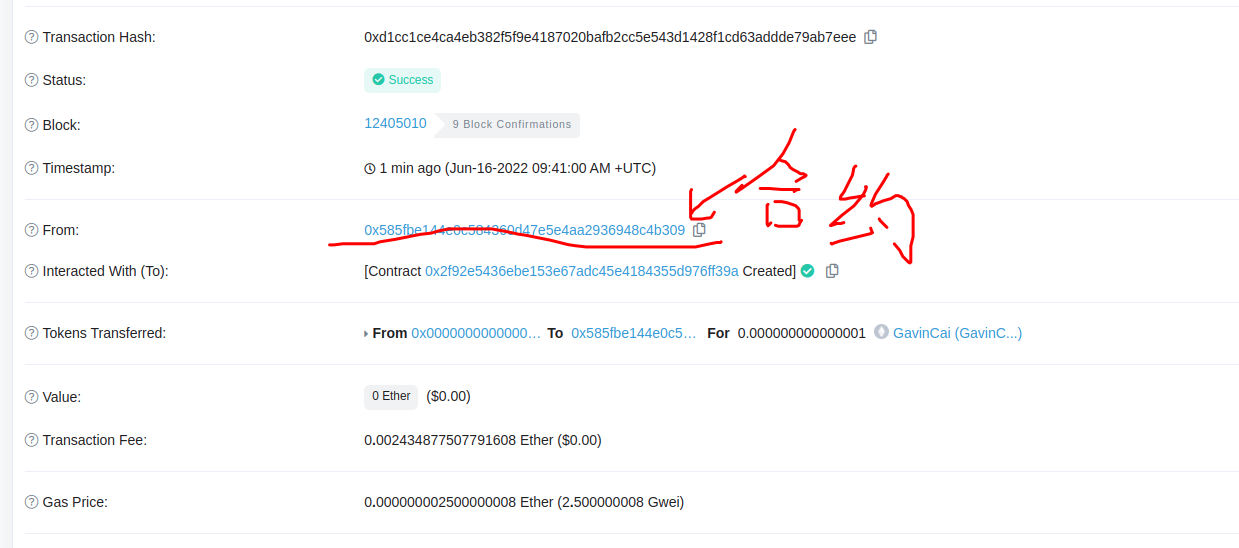 Transaction Hash: 0xd1cc1ce4ca4eb382f5f9e4187020bafb2cc5e543d1428f1cd63addde79ab7eee
Status: Success
Block: 12405010 9 Block Confirmations
Timestamp: 1 min ago (Jun-16-2022 09:41:00 AM +UTC)
合约
From: 0x585fbe144e0c584360d47e5e4aa2936948c4b309
Interacted With (To): [Contract 0x2f92e5436ebe153e67adc45e4184355d976ff39a Created]
Tokens Transferred: From 0x0000000000000... To 0x585fbe144e0c5... For 0.000000000000001 GavinCai (GavinC...)
Value: 0 Ether ($0.00)
Transaction Fee: 0.002434877507791608 Ether ($0.00)
Gas Price: 0.000000002500000008 Ether (2.500000008 Gwei)